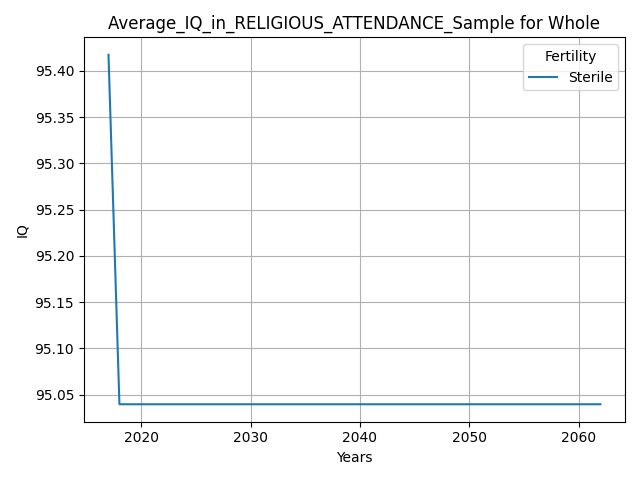 Average_IQ_in_RELIGIOUS_ATTENDANCE_Sample for Whole
Fertility
Sterile
95.40
95.35
95.30
95.25
95.20
95.15
95.10
95.05
IQ
2020 2030 2040 2050 2060
Years